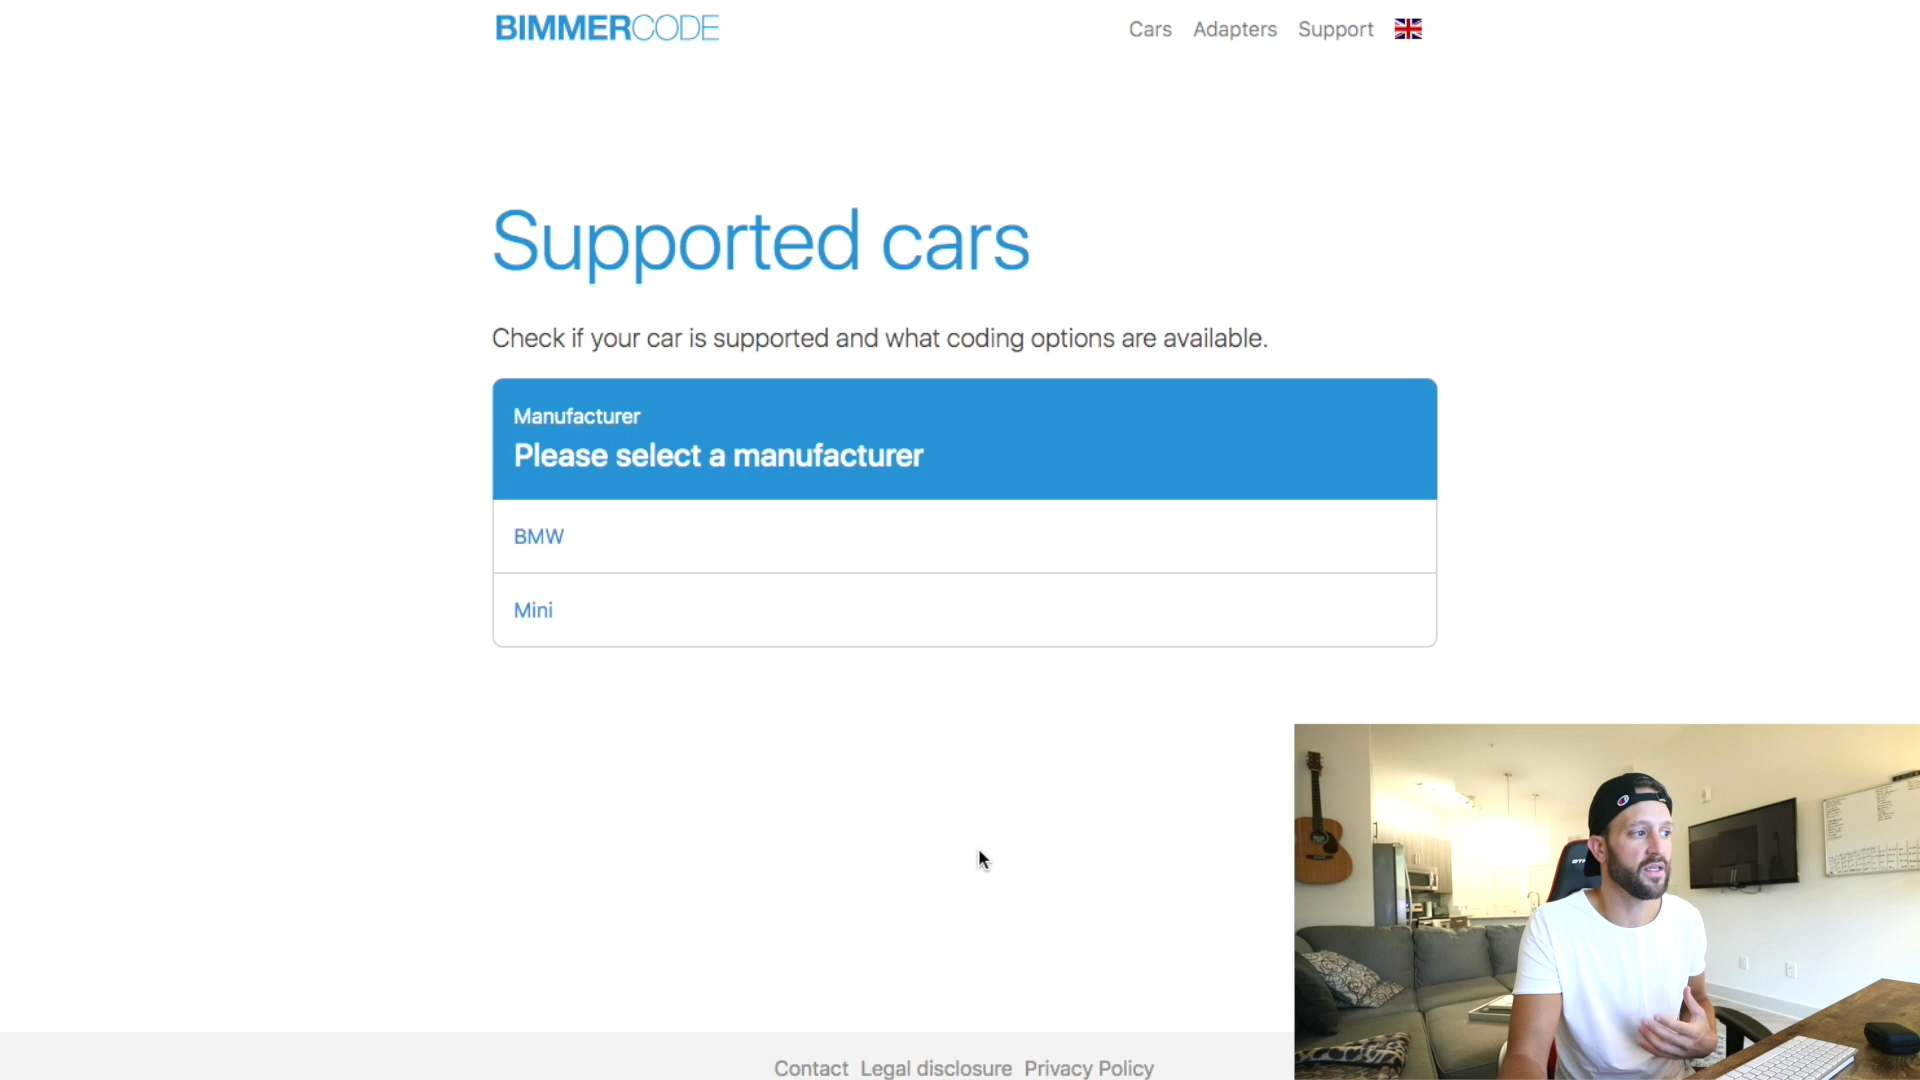 BIMMERCODE
Cars Adapters Support
Supported cars
Check if your car is supported and what coding options are available.
Manufacturer
Please select a manufacturer
BMW
Mini
Contact Legal disclosure Privacy Policy